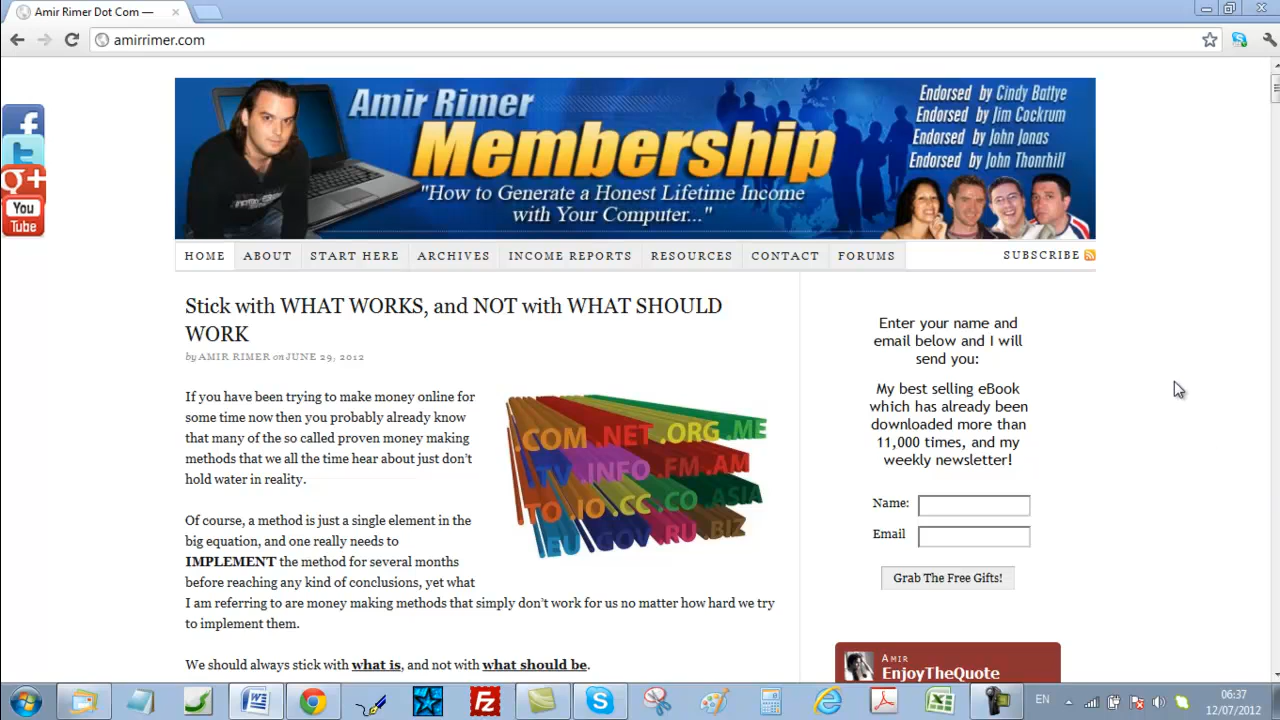 Amir Rimer Dot Com —
amirrimer.com
Amir Rimer
Membership
"How to Generate a Honest Lifetime Income
with Your Computer..."
Endorsed by Cindy Battye
Endorsed by Jim Cockrum
Endorsed by John Jonas
Endorsed by John Thonrhill
f
t
g+
You
Tube
HOME
ABOUT
START HERE
ARCHIVES
INCOME REPORTS
RESOURCES
CONTACT
FORUMS
SUBSCRIBE
Stick with WHAT WORKS, and NOT with WHAT SHOULD
WORK
by AMIR RIMER on JUNE 29, 2012
If you have been trying to make money online for
some time now then you probably already know
that many of the so called proven money making
methods that we all the time hear about just don't
hold water in reality.
.COM .NET .ORG .ME
TV .INFO .FM .AM
TO .IO .CC .CO .ASIA
EU .GOV .RU .BIZ
Of course, a method is just a single element in the
big equation, and one really needs to
IMPLEMENT the method for several months
before reaching any kind of conclusions, yet what
I am referring to are money making methods that simply don't work for us no matter how hard we try
to implement them.
We should always stick with what is, and not with what should be.
Enter your name and
email below and I will
send you:
My best selling eBook
which has already been
downloaded more than
11,000 times, and my
weekly newsletter!
Name:
Email
Grab The Free Gifts!
AMIR
EnjoyTheQuote
EN
06:37
12/07/2012